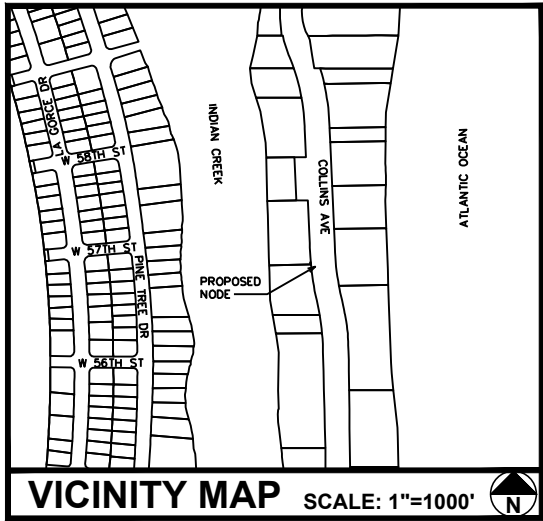 LA GORCE DR
W 58TH ST
W 57TH ST
PINE TREE DR
W 56TH ST
INDIAN CREEK
COLLINS AVE
ATLANTIC OCEAN
PROPOSED
NODE
VICINITY MAP SCALE: 1"=1000'
N